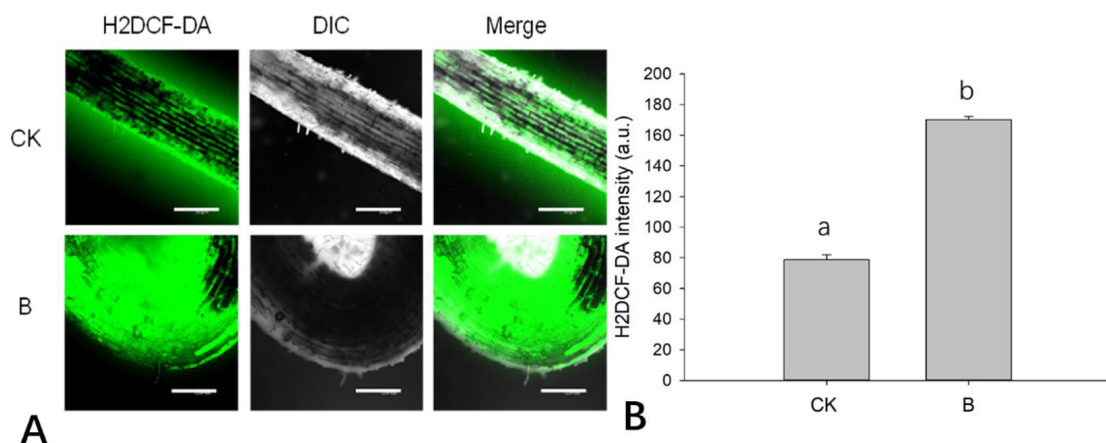 H2DCF-DA DIC Merge
CK
B
A
H2DCF-DA intensity (a.u.)
200
180
160
140
120
100
80
60
40
20
0
a
b
CK B
B